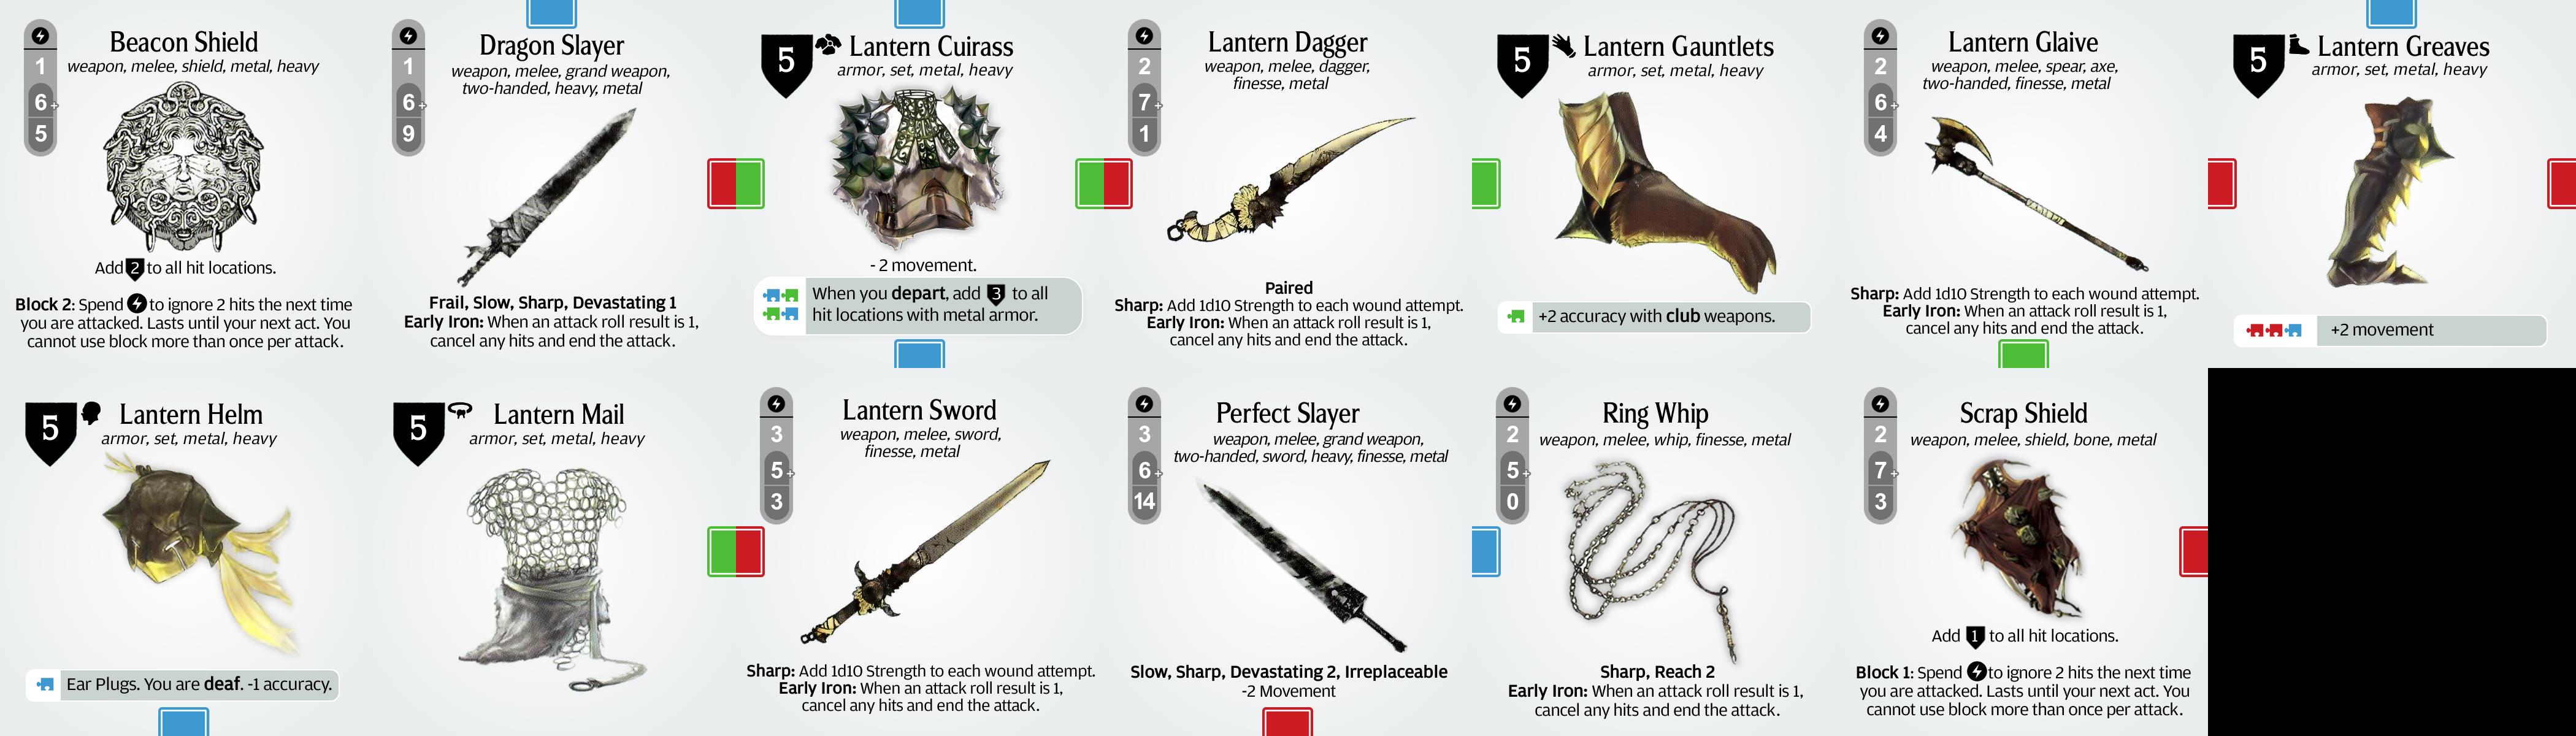 Beacon Shield
weapon, melee, shield, metal, heavy
1
6+
5
Add 2 to all hit locations.
Block 2: Spend to ignore 2 hits the next time
you are attacked. Lasts until your next act. You
cannot use block more than once per attack.
Dragon Slayer
weapon, melee, grand weapon,
two-handed, heavy, metal
1
6+
9
Frail, Slow, Sharp, Devastating 1
Early Iron: When an attack roll result is 1,
cancel any hits and end the attack.
5
Lantern Cuirass
armor, set, metal, heavy
- 2 movement.
When you depart, add 3 to all
hit locations with metal armor.
Lantern Dagger
weapon, melee, dagger,
finesse, metal
2
7+
1
Paired
Sharp: Add 1d10 Strength to each wound attempt.
Early Iron: When an attack roll result is 1,
cancel any hits and end the attack.
5
Lantern Gauntlets
armor, set, metal, heavy
+2 accuracy with club weapons.
Lantern Glaive
weapon, melee, spear, axe,
two-handed, finesse, metal
2
6+
4
Sharp: Add 1d10 Strength to each wound attempt.
Early Iron: When an attack roll result is 1,
cancel any hits and end the attack.
5
Lantern Greaves
armor, set, metal, heavy
+2 movement
5
Lantern Helm
armor, set, metal, heavy
Ear Plugs. You are deaf. -1 accuracy.
5
Lantern Mail
armor, set, metal, heavy
Lantern Sword
weapon, melee, sword,
finesse, metal
3
5+
3
Sharp: Add 1d10 Strength to each wound attempt.
Early Iron: When an attack roll result is 1,
cancel any hits and end the attack.
Perfect Slayer
weapon, melee, grand weapon,
two-handed, sword, heavy, finesse, metal
3
6+
14
Slow, Sharp, Devastating 2, Irreplaceable
-2 Movement
Ring Whip
weapon, melee, whip, finesse, metal
2
5+
0
Sharp, Reach 2
Early Iron: When an attack roll result is 1,
cancel any hits and end the attack.
Scrap Shield
weapon, melee, shield, bone, metal
2
7+
3
Add 1 to all hit locations.
Block 1: Spend to ignore 2 hits the next time
you are attacked. Lasts until your next act. You
cannot use block more than once per attack.